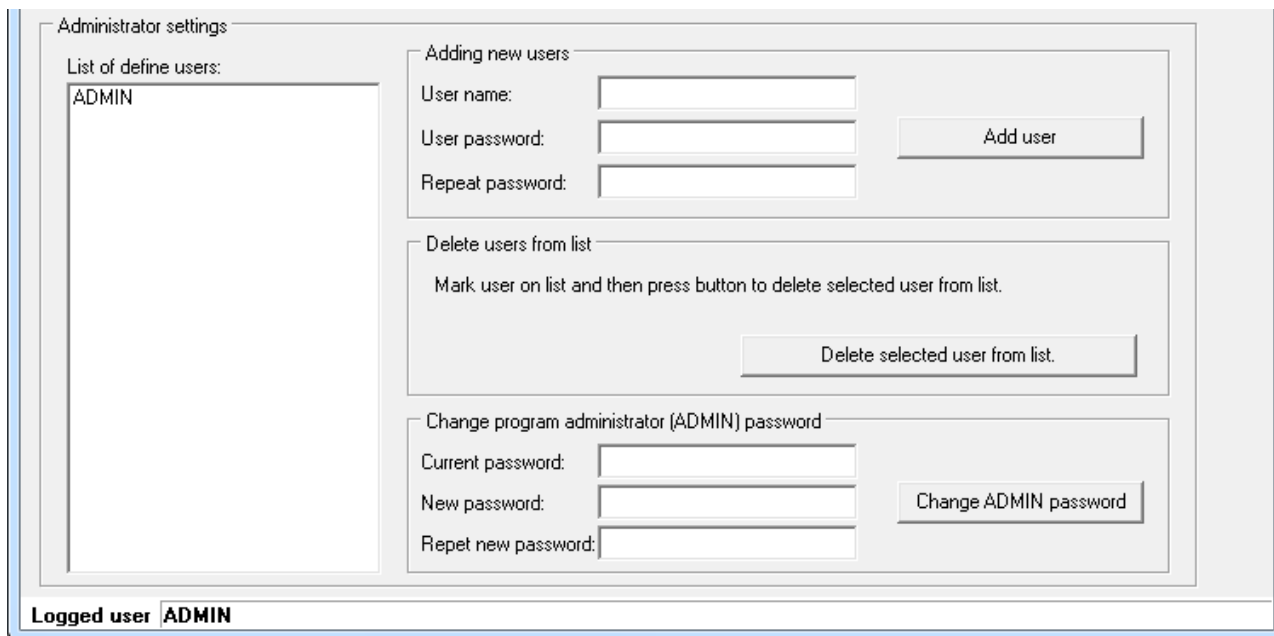 Administrator settings
List of define users:
ADMIN
Adding new users
User name:
User password:
Repeat password:
Add user
Delete users from list
Mark user on list and then press button to delete selected user from list.
Delete selected user from list.
Change program administrator (ADMIN) password
Current password:
New password:
Repet new password:
Change ADMIN password
Logged user ADMIN